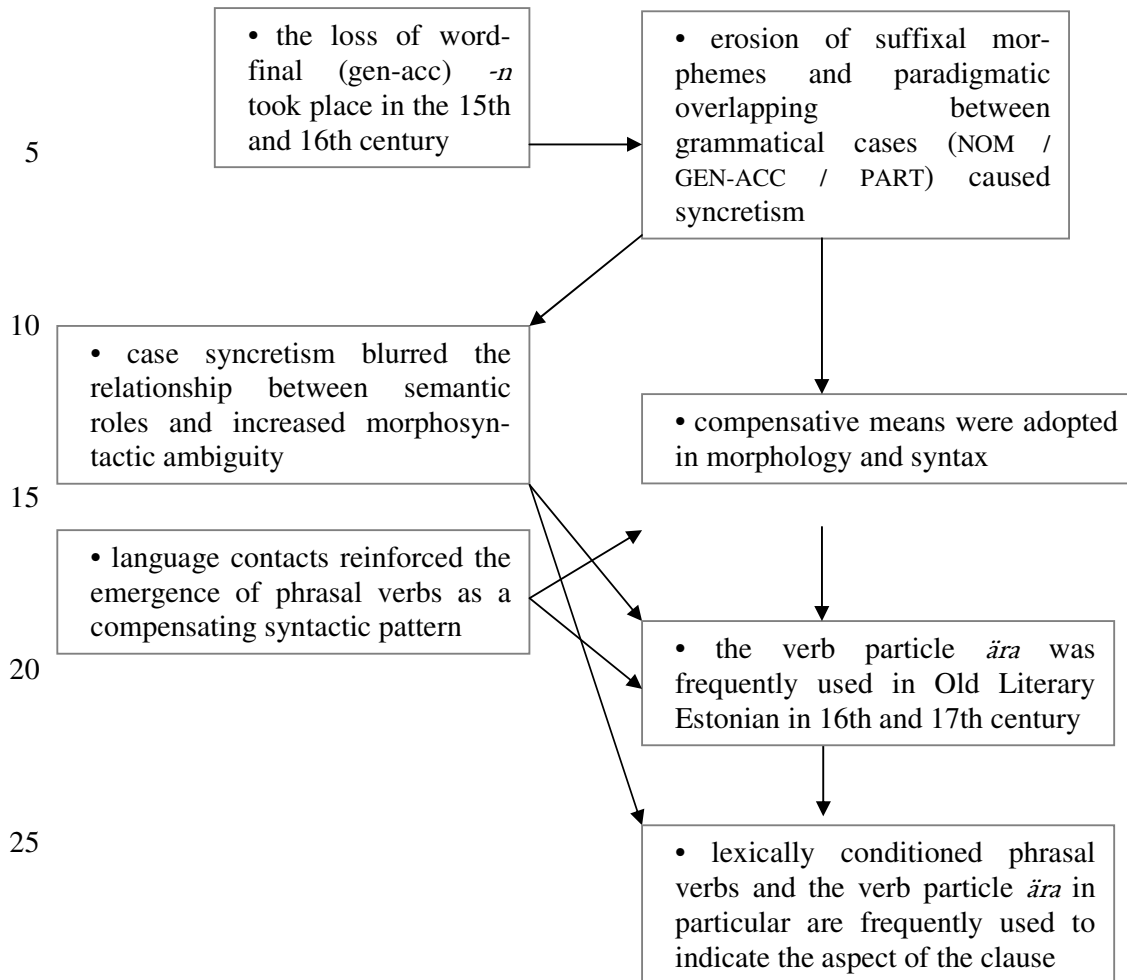 • the loss of word-
final (gen-acc) -n
took place in the 15th
and 16th century
• erosion of suffixal mor-
phemes and paradigmatic
overlapping between
grammatical cases (NOM /
GEN-ACC / PART) caused
syncretism
5
10
• case syncretism blurred the
relationship between semantic
roles and increased morphosyn-
tactic ambiguity
• compensative means were adopted
in morphology and syntax
15
• language contacts reinforced the
emergence of phrasal verbs as a
compensating syntactic pattern
20
• the verb particle ära was
frequently used in Old Literary
Estonian in 16th and 17th century
25
• lexically conditioned phrasal
verbs and the verb particle ära in
particular are frequently used to
indicate the aspect of the clause